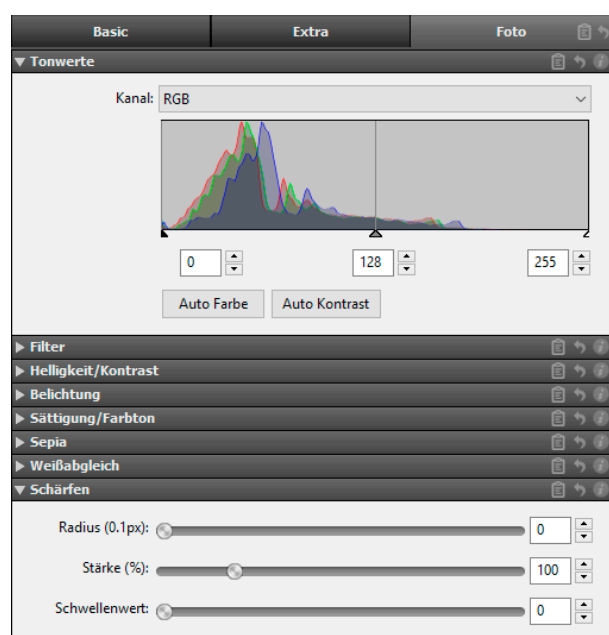 Basic Extra Foto
Tonwerte
Kanal: RGB
0 128 255
Auto Farbe Auto Kontrast
Filter
Helligkeit/Kontrast
Belichtung
Sättigung/Farbton
Sepia
Weißabgleich
Schärfen
Radius (0.1px): 0
Stärke (%): 100
Schwellenwert: 0